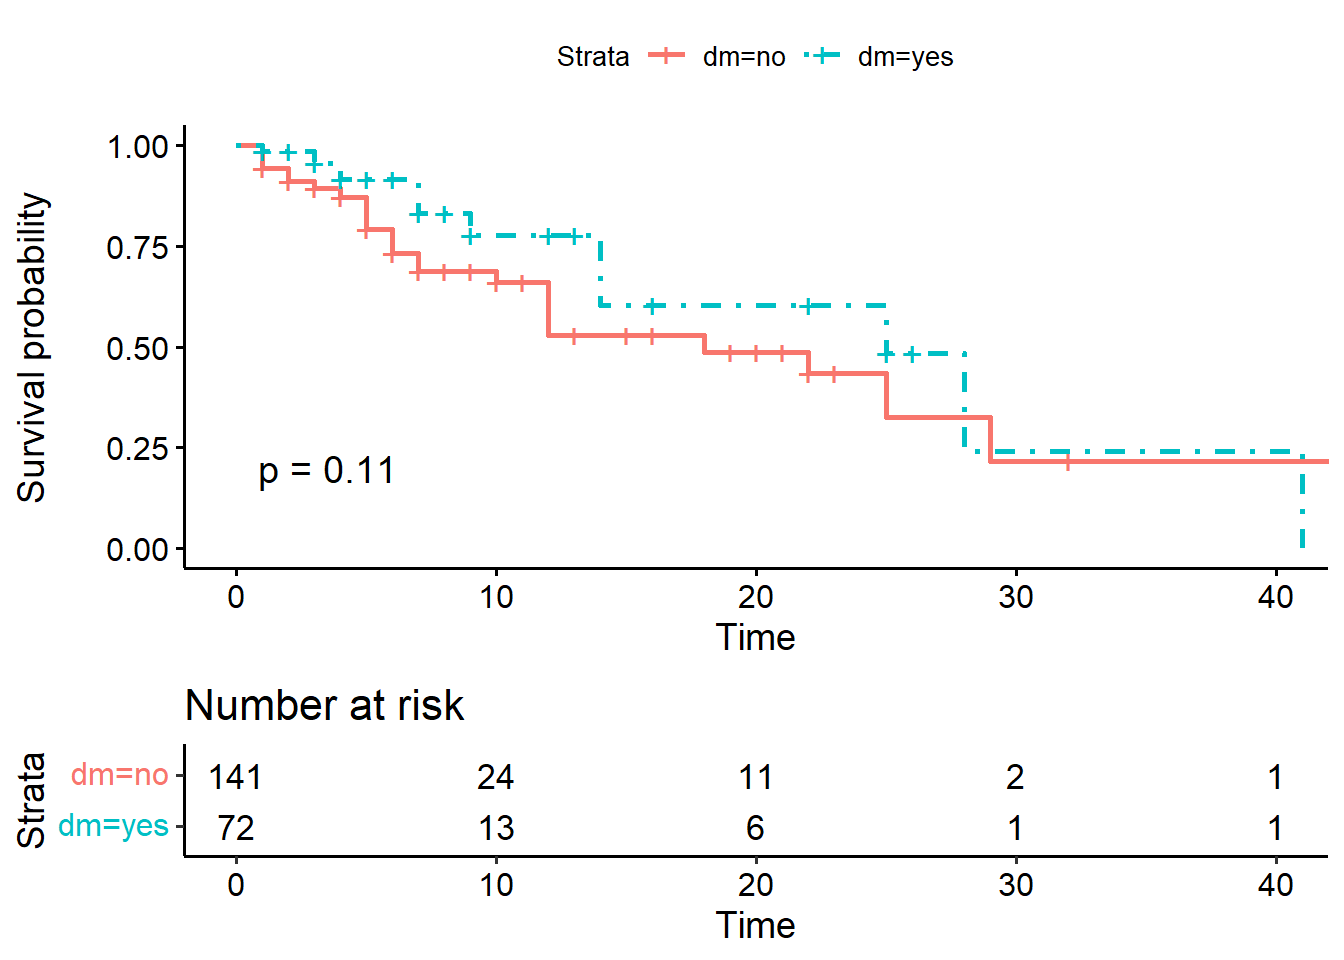 Strata dm=no dm=yes
1.00
0.75
0.50
0.25
0.00
Survival probability
p = 0.11
0 10 20 30 40
Time
Number at risk
Strata
dm=no 141 24 11 2 1
dm=yes 72 13 6 1 1
0 10 20 30 40
Time